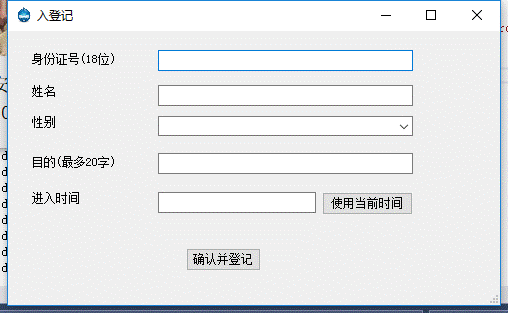 入登记
身份证号(18位)
姓名
性别
目的(最多20字)
进入时间
使用当前时间
确认并登记